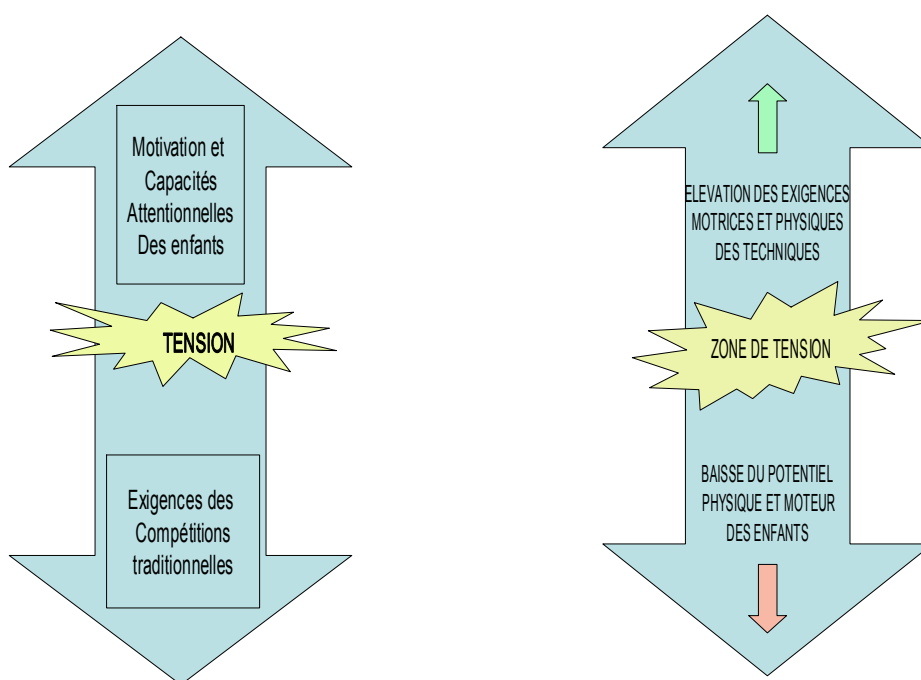 Motivation et
Capacités
Attentionnelles
Des enfants
TENSION
Exigences des
Compétitions
traditionnelles
ELEVATION DES EXIGENCES
MOTRICES ET PHYSIQUES
DES TECHNIQUES
ZONE DE TENSION
BAISSE DU POTENTIEL
PHYSIQUE ET MOTEUR
DES ENFANTS